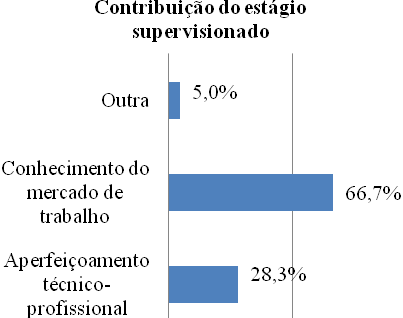 Contribuição do estágio
supervisionado
Outra
5,0%
Conhecimento do
mercado de
trabalho
66,7%
Aperfeiçoamento
técnico-
profissional
28,3%